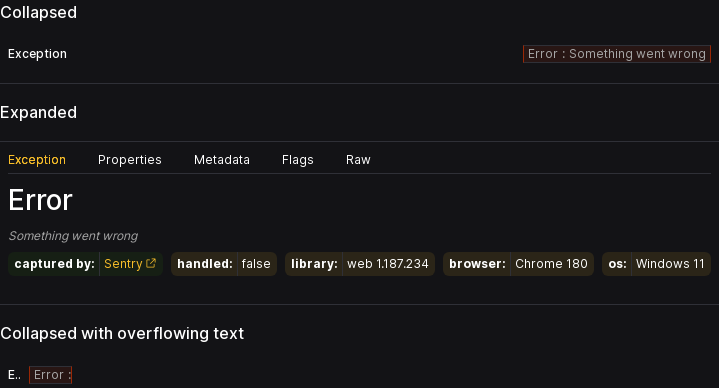 Collapsed
Exception Error : Something went wrong
Expanded
Exception Properties Metadata Flags Raw
Error
Something went wrong
captured by: Sentry handled: false library: web 1.187.234 browser: Chrome 180 os: Windows 11
Collapsed with overflowing text
E.. Error :